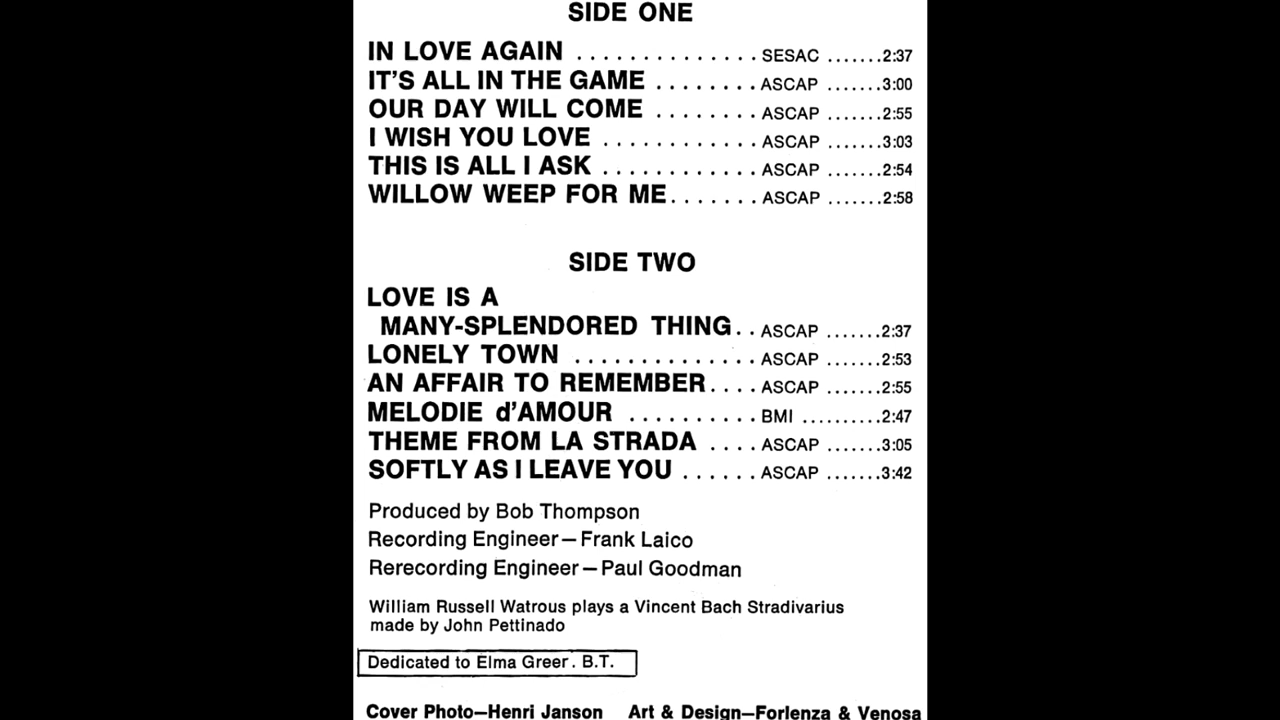 SIDE ONE
IN LOVE AGAIN .............. SESAC .......2:37
IT'S ALL IN THE GAME ........ ASCAP .......3:00
OUR DAY WILL COME ........ ASCAP .......2:55
I WISH YOU LOVE ............ ASCAP .......3:03
THIS IS ALL I ASK ............ ASCAP .......2:54
WILLOW WEEP FOR ME....... ASCAP .......2:58
SIDE TWO
LOVE IS A
MANY-SPLENDORED THING.. ASCAP .......2:37
LONELY TOWN .............. ASCAP .......2:53
AN AFFAIR TO REMEMBER.... ASCAP .......2:55
MELODIE d'AMOUR .......... BMI ..........2:47
THEME FROM LA STRADA .... ASCAP .......3:05
SOFTLY AS I LEAVE YOU ...... ASCAP .......3:42
Produced by Bob Thompson
Recording Engineer—Frank Laico
Rerecording Engineer—Paul Goodman
William Russell Watrous plays a Vincent Bach Stradivarius
made by John Pettinado
Dedicated to Elma Greer. B.T.
Cover Photo—Henri Janson Art & Design—Forlenza & Venosa